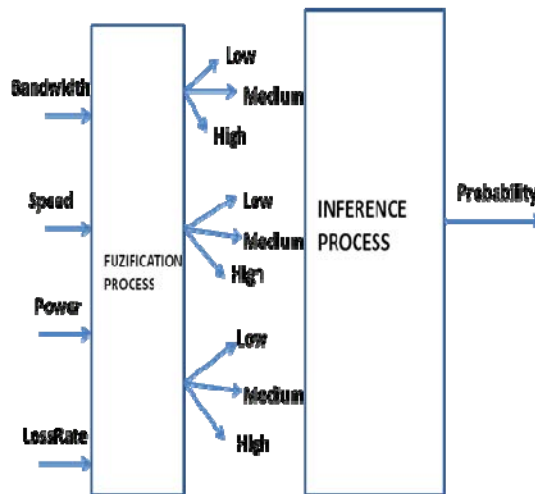 Bandwidth
Speed
Power
LossRate
FUZIFICATION
PROCESS
Low
Medium
High
Low
Medium
High
Low
Medium
High
INFERENCE
PROCESS
Probability